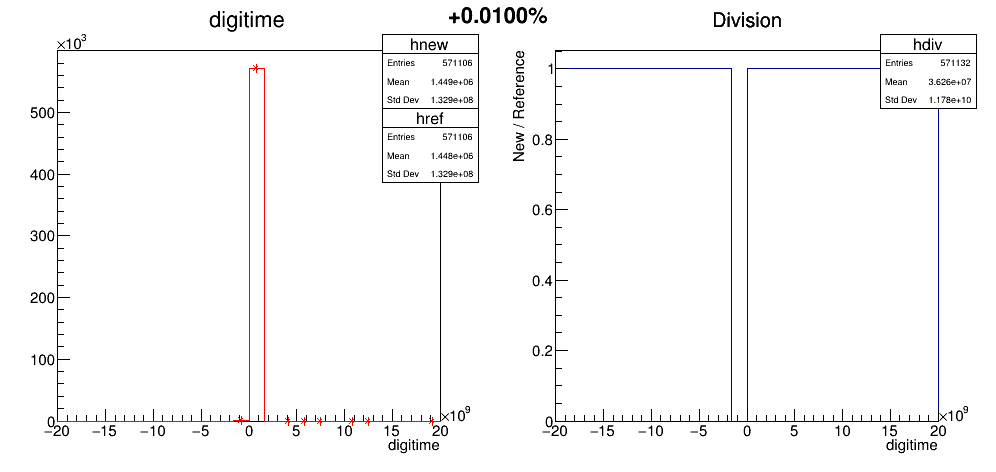 +0.0100%
digitime
×10³
hnew
Entries 571106
Mean 1.449e+06
Std Dev 1.329e+08
href
Entries 571106
Mean 1.448e+06
Std Dev 1.329e+08
500
400
300
200
100
0
−20 −15 −10 −5 0 5 10 15 20
×10⁹
digitime
Division
hdiv
Entries 571132
Mean 3.626e+07
Std Dev 1.178e+10
New / Reference
1
0.8
0.6
0.4
0.2
0
−20 −15 −10 −5 0 5 10 15 20
×10⁹
digitime